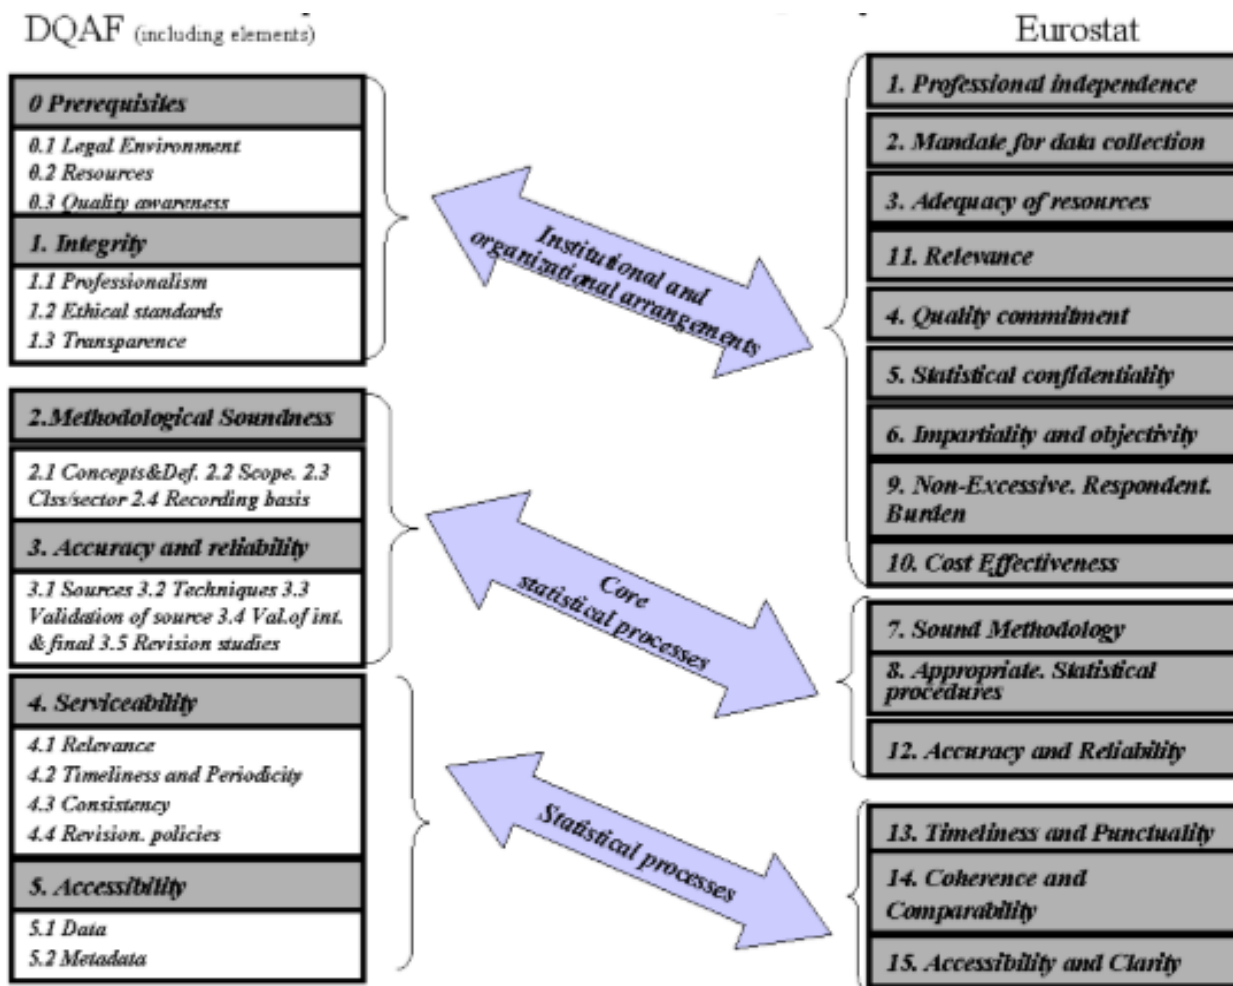 DQAF (including elements)
0 Prerequisites
0.1 Legal Environment
0.2 Resources
0.3 Quality awareness
1. Integrity
1.1 Professionalism
1.2 Ethical standards
1.3 Transparence
2.Methodological Soundness
2.1 Concepts&Def. 2.2 Scope. 2.3
Clss/sector 2.4 Recording basis
3. Accuracy and reliability
3.1 Sources 3.2 Techniques 3.3
Validation of source 3.4 Val.of int.
& final 3.5 Revision studies
4. Serviceability
4.1 Relevance
4.2 Timeliness and Periodicity
4.3 Consistency
4.4 Revision. policies
5. Accessibility
5.1 Data
5.2 Metadata
Institutional and
organizational arrangements
Core
statistical processes
Statistical processes
Eurostat
1. Professional independence
2. Mandate for data collection
3. Adequacy of resources
11. Relevance
4. Quality commitment
5. Statistical confidentiality
6. Impartiality and objectivity
9. Non-Excessive. Respondent.
Burden
10. Cost Effectiveness
7. Sound Methodology
8. Appropriate. Statistical
procedures
12. Accuracy and Reliability
13. Timeliness and Punctuality
14. Coherence and
Comparability
15. Accessibility and Clarity